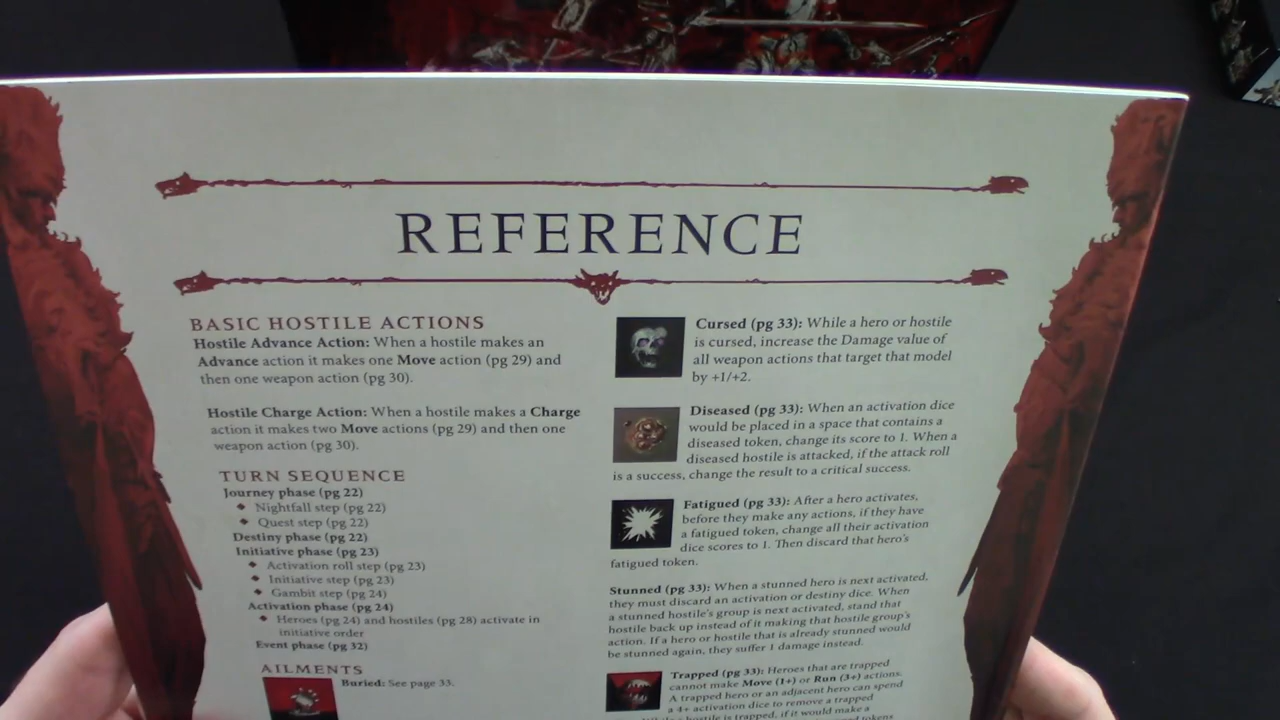 REFERENCE
BASIC HOSTILE ACTIONS
Hostile Advance Action: When a hostile makes an
Advance action it makes one Move action (pg 29) and
then one weapon action (pg 30).
Hostile Charge Action: When a hostile makes a Charge
action it makes two Move actions (pg 29) and then one
weapon action (pg 30).
TURN SEQUENCE
Journey phase (pg 22)
◆ Nightfall step (pg 22)
◆ Quest step (pg 22)
Destiny phase (pg 22)
Initiative phase (pg 23)
◆ Activation roll step (pg 23)
◆ Initiative step (pg 23)
◆ Gambit step (pg 24)
Activation phase (pg 24)
◆ Heroes (pg 24) and hostiles (pg 28) activate in
initiative order
Event phase (pg 32)
AILMENTS
Buried: See page 33.
Cursed (pg 33): While a hero or hostile
is cursed, increase the Damage value of
all weapon actions that target that model
by +1/+2.
Diseased (pg 33): When an activation dice
would be placed in a space that contains a
diseased token, change its score to 1. When a
diseased hostile is attacked, if the attack roll
is a success, change the result to a critical success.
Fatigued (pg 33): After a hero activates,
before they make any actions, if they have
a fatigued token, change all their activation
dice scores to 1. Then discard that hero's
fatigued token.
Stunned (pg 33): When a stunned hero is next activated,
they must discard an activation or destiny dice. When
a stunned hostile's group is next activated, stand that
hostile back up instead of making that hostile group's
action. If a hero or hostile that is already stunned would
be stunned again, they suffer 1 damage instead.
Trapped (pg 33): Heroes that are trapped
cannot make Move (1+) or Run (3+) actions.
A trapped hero or an adjacent hero can spend
a 4+ activation dice to remove a trapped
hostile is trapped, if it would make a
tokens